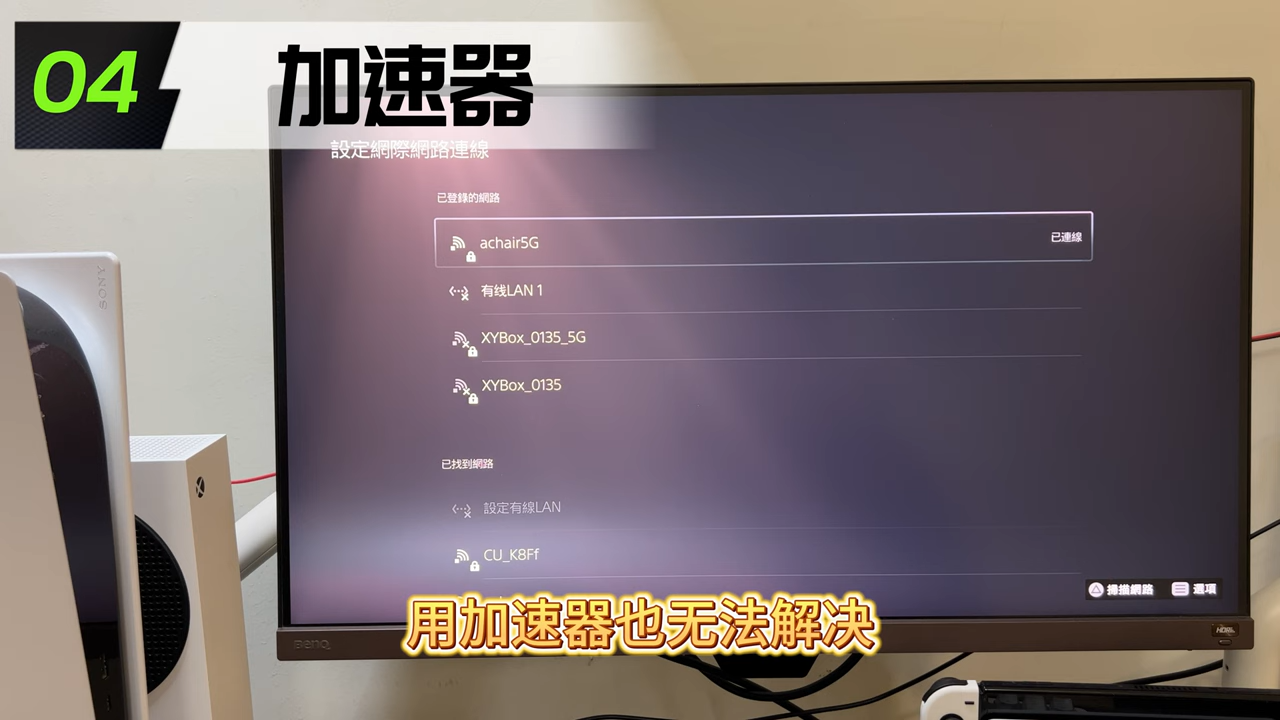 04 加速器
設定網際網路連線
已登錄的網路
achair5G
已連線
有线LAN 1
XYBox_0135_5G
XYBox_0135
已找到網路
設定有線LAN
CU_K8Ff
掃描網路
選項
用加速器也无法解决
SONY
BenQ
HDRi